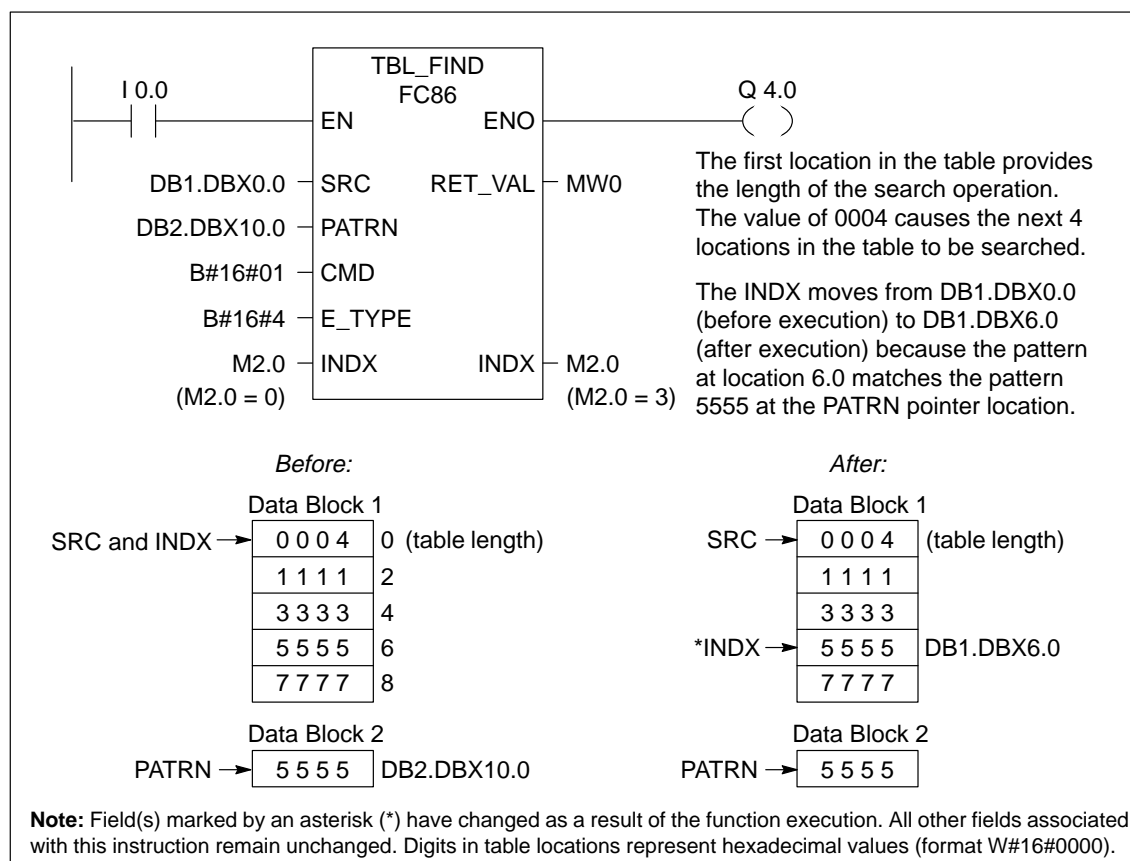 TBL_FIND
FC86
I 0.0
Q 4.0
EN
ENO
DB1.DBX0.0
SRC
RET_VAL
MW0
DB2.DBX10.0
PATRN
B#16#01
CMD
B#16#4
E_TYPE
M2.0
INDX
INDX
M2.0
(M2.0 = 0)
(M2.0 = 3)
The first location in the table provides
the length of the search operation.
The value of 0004 causes the next 4
locations in the table to be searched.
The INDX moves from DB1.DBX0.0
(before execution) to DB1.DBX6.0
(after execution) because the pattern
at location 6.0 matches the pattern
5555 at the PATRN pointer location.
Before:
Data Block 1
SRC and INDX
0 0 0 4
0 (table length)
1 1 1 1
2
3 3 3 3
4
5 5 5 5
6
7 7 7 7
8
Data Block 2
PATRN
5 5 5 5
DB2.DBX10.0
After:
Data Block 1
SRC
0 0 0 4
(table length)
1 1 1 1
3 3 3 3
*INDX
5 5 5 5
DB1.DBX6.0
7 7 7 7
Data Block 2
PATRN
5 5 5 5
Note: Field(s) marked by an asterisk (*) have changed as a result of the function execution. All other fields associated
with this instruction remain unchanged. Digits in table locations represent hexadecimal values (format W#16#0000).